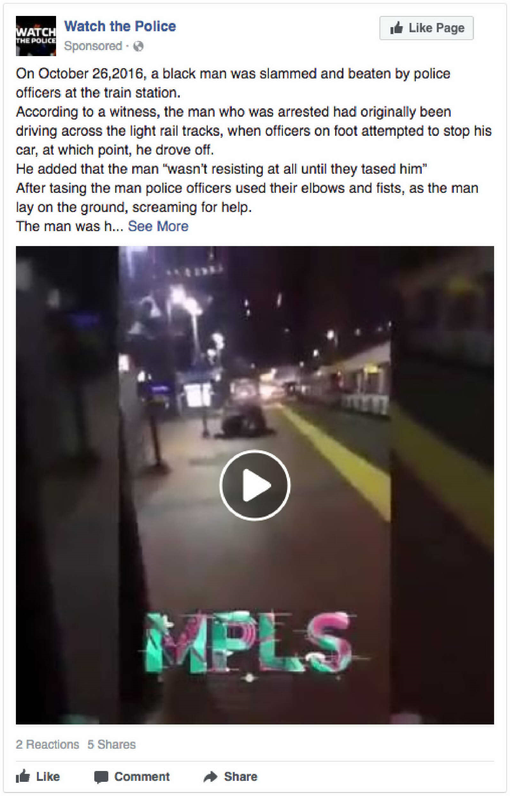 WATCH
THE POLICE
Watch the Police
Sponsored ·
Like Page
On October 26,2016, a black man was slammed and beaten by police
officers at the train station.
According to a witness, the man who was arrested had originally been
driving across the light rail tracks, when officers on foot attempted to stop his
car, at which point, he drove off.
He added that the man “wasn't resisting at all until they tased him”
After tasing the man police officers used their elbows and fists, as the man
lay on the ground, screaming for help.
The man was h... See More
MPLS
2 Reactions 5 Shares
Like Comment Share